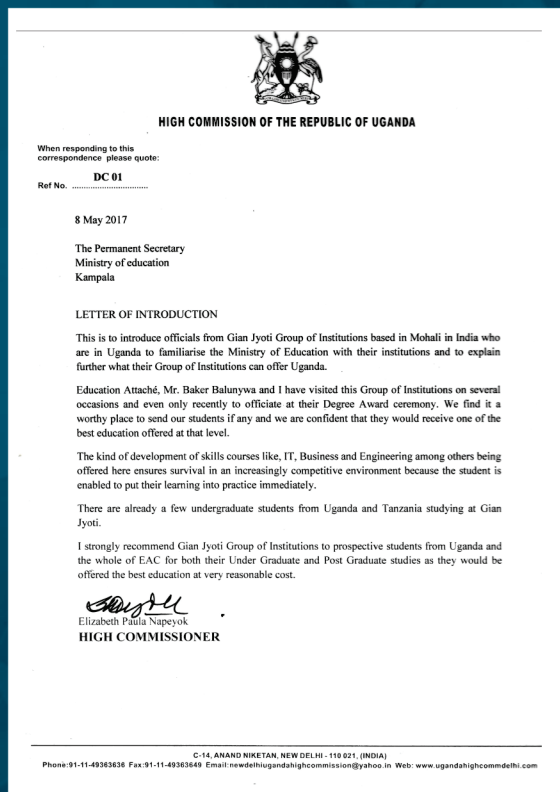 HIGH COMMISSION OF THE REPUBLIC OF UGANDA
When responding to this
correspondence please quote:
DC 01
Ref No. .................................
8 May 2017
The Permanent Secretary
Ministry of education
Kampala
LETTER OF INTRODUCTION
This is to introduce officials from Gian Jyoti Group of Institutions based in Mohali in India who
are in Uganda to familiarise the Ministry of Education with their institutions and to explain
further what their Group of Institutions can offer Uganda.
Education Attaché, Mr. Baker Balunywa and I have visited this Group of Institutions on several
occasions and even only recently to officiate at their Degree Award ceremony. We find it a
worthy place to send our students if any and we are confident that they would receive one of the
best education offered at that level.
The kind of development of skills courses like, IT, Business and Engineering among others being
offered here ensures survival in an increasingly competitive environment because the student is
enabled to put their learning into practice immediately.
There are already a few undergraduate students from Uganda and Tanzania studying at Gian
Jyoti.
I strongly recommend Gian Jyoti Group of Institutions to prospective students from Uganda and
the whole of EAC for both their Under Graduate and Post Graduate studies as they would be
offered the best education at very reasonable cost.
Elizabeth Paula Napeyok
HIGH COMMISSIONER
C-14, ANAND NIKETAN, NEW DELHI - 110 021, (INDIA)
Phone:91-11-49363636 Fax:91-11-49363649 Email:newdelhiugandahighcommission@yahoo.in Web: www.ugandahighcommdelhi.com